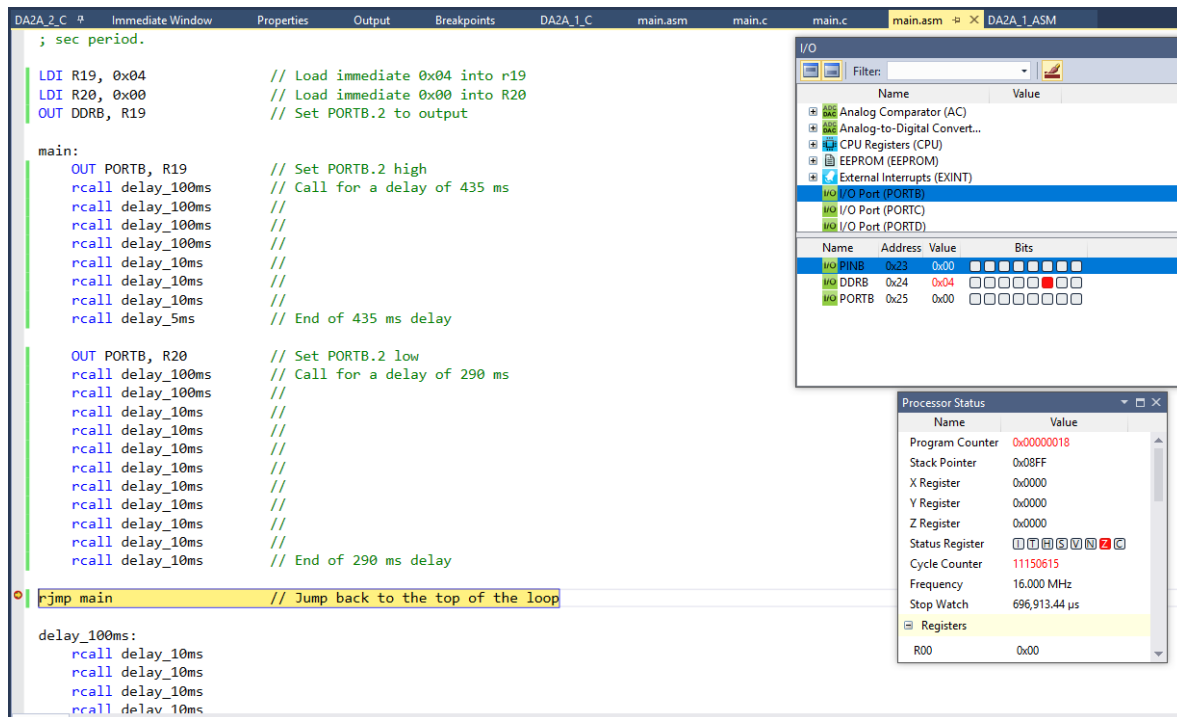 DA2A_2_C Immediate Window Properties Output Breakpoints DA2A_1_C main.asm main.c main.c main.asm DA2A_1_ASM
; sec period.
LDI R19, 0x04 // Load immediate 0x04 into r19
LDI R20, 0x00 // Load immediate 0x00 into R20
OUT DDRB, R19 // Set PORTB.2 to output
main:
OUT PORTB, R19 // Set PORTB.2 high
rcall delay_100ms // Call for a delay of 435 ms
rcall delay_100ms //
rcall delay_100ms //
rcall delay_100ms //
rcall delay_10ms //
rcall delay_10ms //
rcall delay_10ms //
rcall delay_5ms // End of 435 ms delay
OUT PORTB, R20 // Set PORTB.2 low
rcall delay_100ms // Call for a delay of 290 ms
rcall delay_100ms //
rcall delay_10ms //
rcall delay_10ms //
rcall delay_10ms //
rcall delay_10ms //
rcall delay_10ms //
rcall delay_10ms //
rcall delay_10ms //
rcall delay_10ms //
rcall delay_10ms // End of 290 ms delay
rjmp main // Jump back to the top of the loop
delay_100ms:
rcall delay_10ms
rcall delay_10ms
rcall delay_10ms
rcall delay_10ms
I/O
Filter:
Name Value
ADC DAC Analog Comparator (AC)
ADC DAC Analog-to-Digital Convert...
CPU Registers (CPU)
EEPROM (EEPROM)
External Interrupts (EXINT)
I/O I/O Port (PORTB)
I/O I/O Port (PORTC)
I/O I/O Port (PORTD)
Name Address Value Bits
I/O PINB 0x23 0x00
I/O DDRB 0x24 0x04
I/O PORTB 0x25 0x00
Processor Status
Name Value
Program Counter 0x00000018
Stack Pointer 0x08FF
X Register 0x0000
Y Register 0x0000
Z Register 0x0000
Status Register I T H S V N Z C
Cycle Counter 11150615
Frequency 16.000 MHz
Stop Watch 696,913.44 µs
Registers
R00 0x00